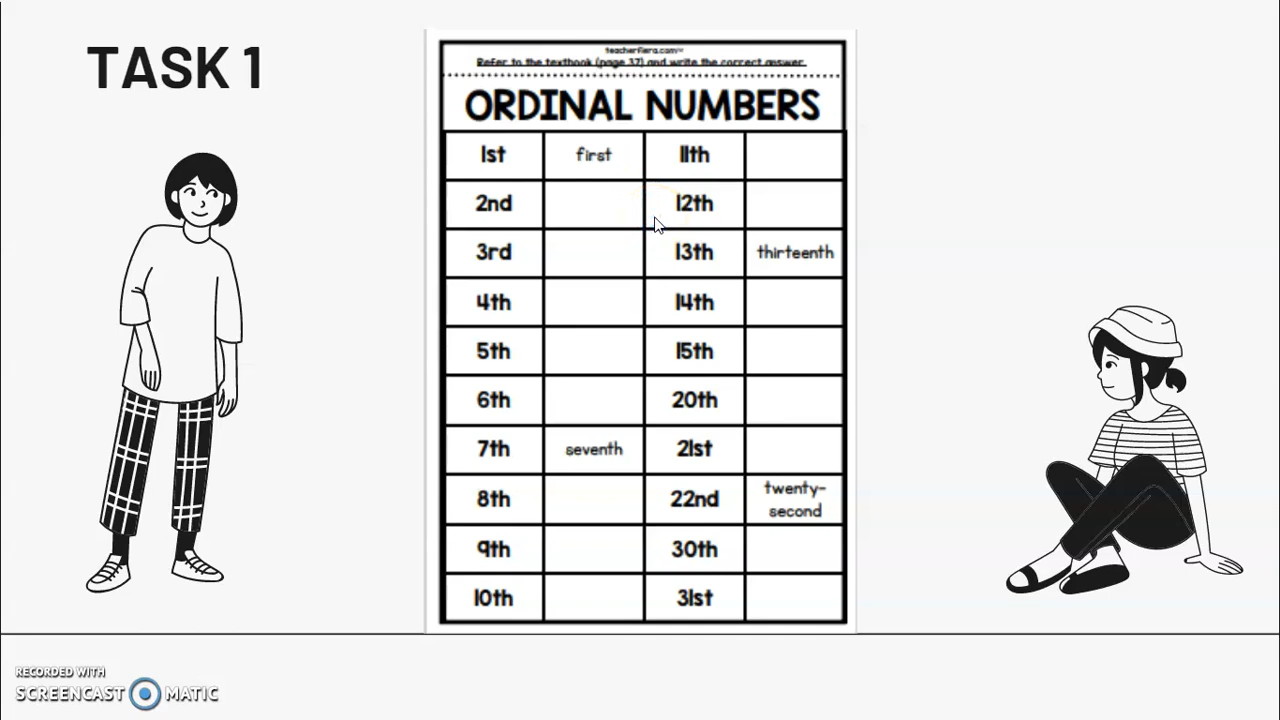 TASK 1
teacherfiera.com™
Refer to the textbook (page 37) and write the correct answer.
ORDINAL NUMBERS
1st first 11th
2nd 12th
3rd 13th thirteenth
4th 14th
5th 15th
6th 20th
7th seventh 21st
8th 22nd twenty-
second
9th 30th
10th 31st
RECORDED WITH
SCREENCAST MATIC